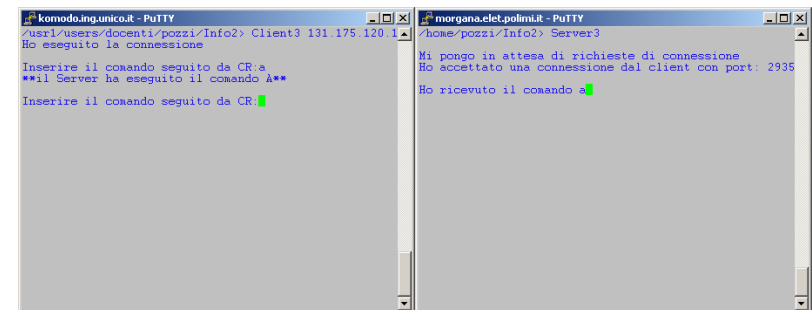 komodo.ing.unico.it - PuTTY
/usr1/users/docenti/pozzi/Info2> Client3 131.175.120.1
Ho eseguito la connessione
Inserire il comando seguito da CR:a
**il Server ha eseguito il comando A**
Inserire il comando seguito da CR:
morgana.elet.polimi.it - PuTTY
/home/pozzi/Info2> Server3
Mi pongo in attesa di richieste di connessione
Ho accettato una connessione dal client con port: 2935
Ho ricevuto il comando a